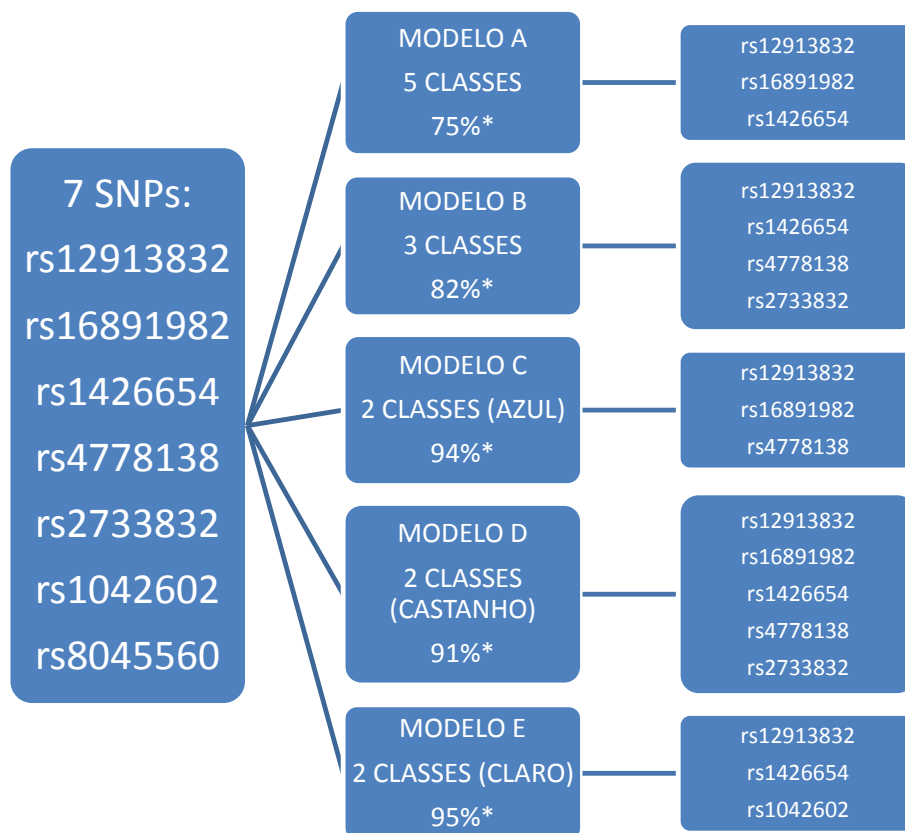 7 SNPs:
rs12913832
rs16891982
rs1426654
rs4778138
rs2733832
rs1042602
rs8045560
MODELO A
5 CLASSES
75%*
rs12913832
rs16891982
rs1426654
MODELO B
3 CLASSES
82%*
rs12913832
rs1426654
rs4778138
rs2733832
MODELO C
2 CLASSES (AZUL)
94%*
rs12913832
rs16891982
rs4778138
MODELO D
2 CLASSES
(CASTANHO)
91%*
rs12913832
rs16891982
rs1426654
rs4778138
rs2733832
MODELO E
2 CLASSES (CLARO)
95%*
rs12913832
rs1426654
rs1042602